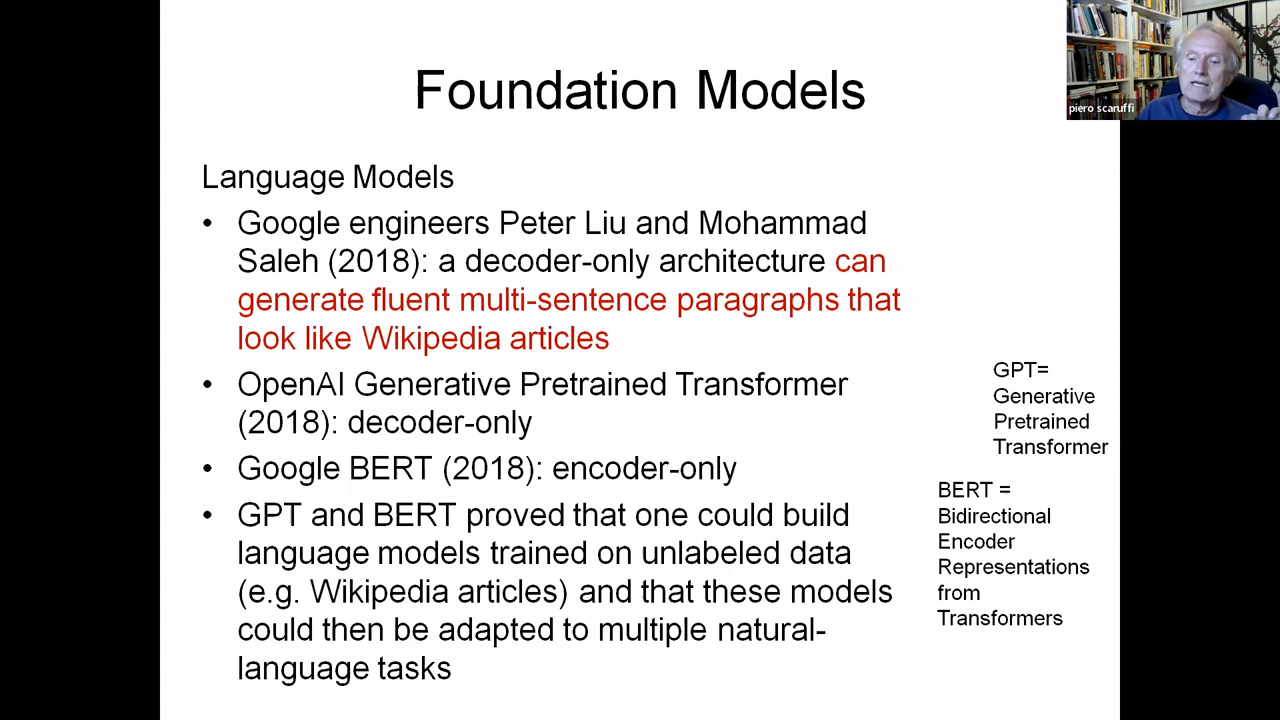 Foundation Models
piero scaruffi
Language Models
• Google engineers Peter Liu and Mohammad
Saleh (2018): a decoder-only architecture can
generate fluent multi-sentence paragraphs that
look like Wikipedia articles
• OpenAI Generative Pretrained Transformer
(2018): decoder-only
• Google BERT (2018): encoder-only
• GPT and BERT proved that one could build
language models trained on unlabeled data
(e.g. Wikipedia articles) and that these models
could then be adapted to multiple natural-
language tasks
GPT=
Generative
Pretrained
Transformer
BERT =
Bidirectional
Encoder
Representations
from
Transformers